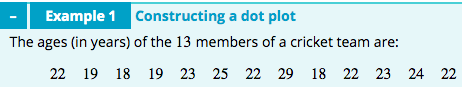 – Example 1 Constructing a dot plot
The ages (in years) of the 13 members of a cricket team are:
22 19 18 19 23 25 22 29 18 22 23 24 22